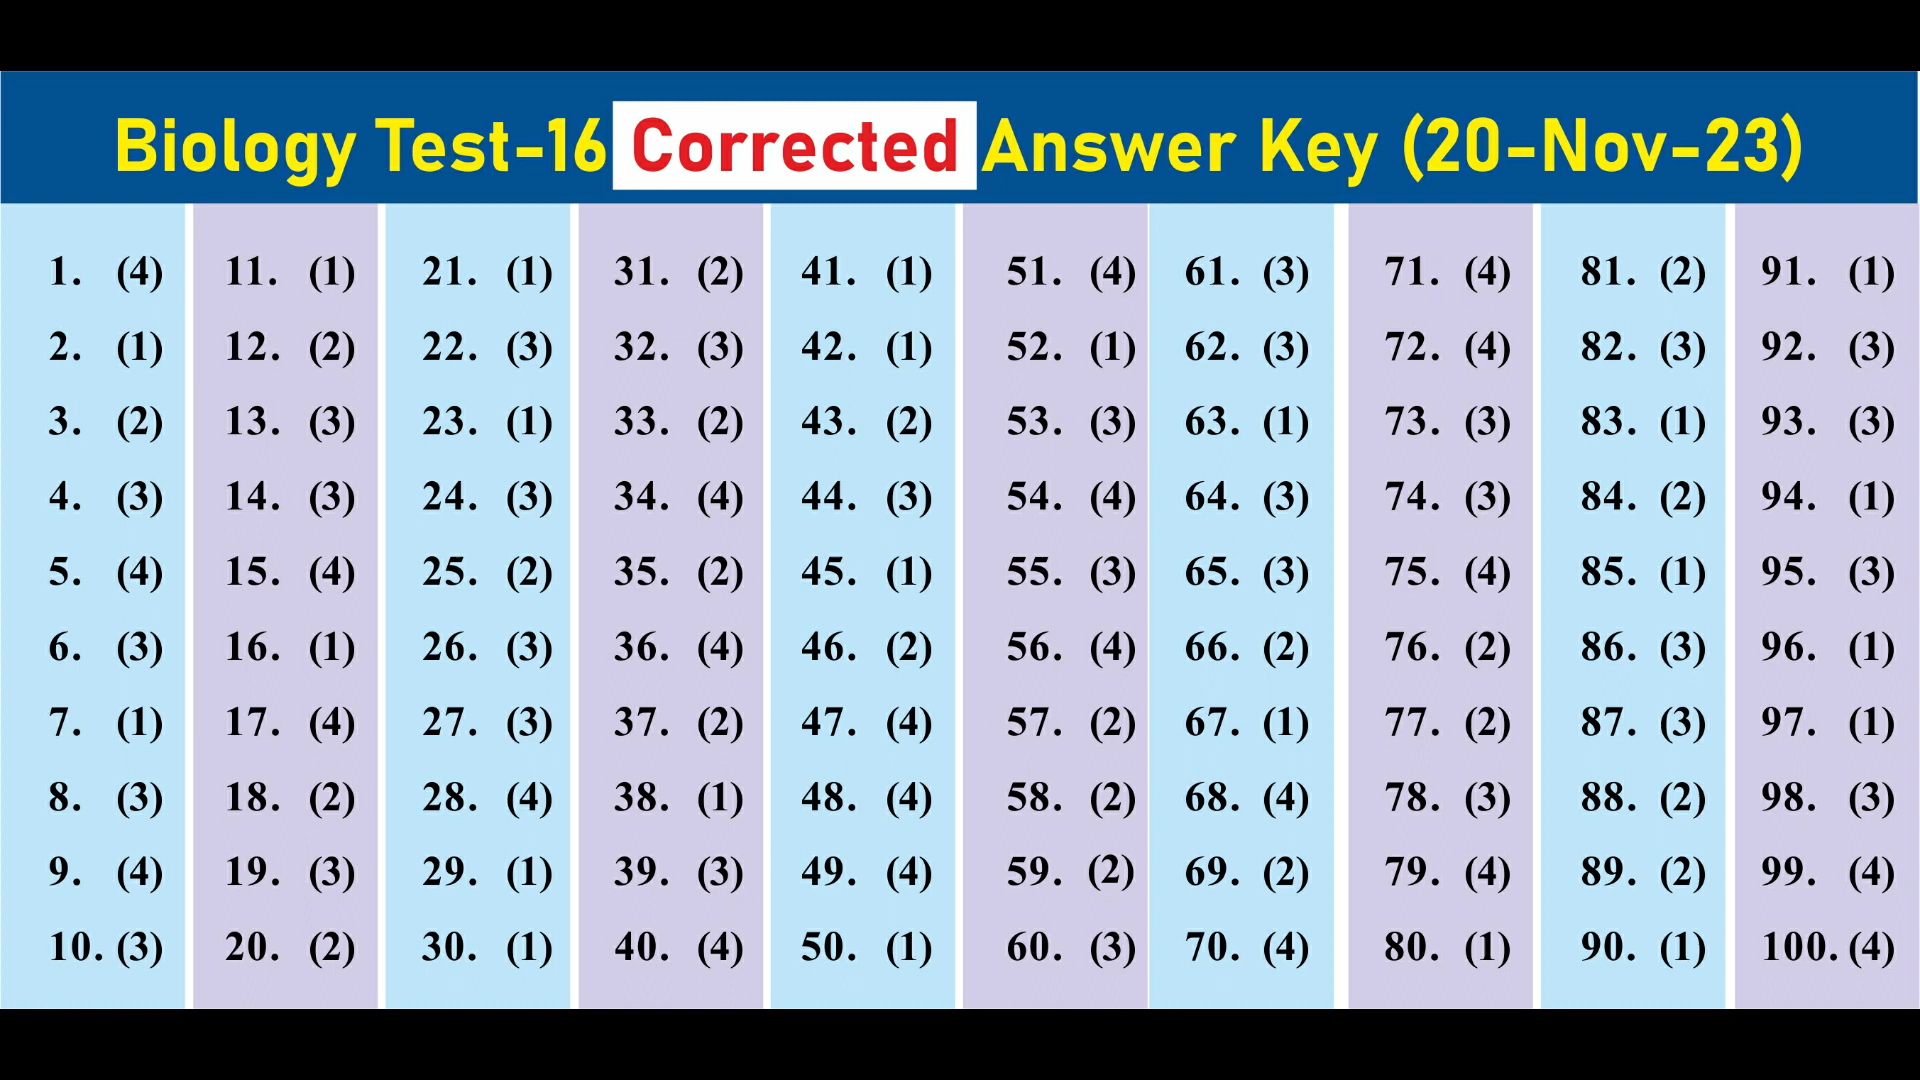 Biology Test-16 Corrected Answer Key (20-Nov-23)
1. (4) 11. (1) 21. (1) 31. (2) 41. (1) 51. (4) 61. (3) 71. (4) 81. (2) 91. (1)
2. (1) 12. (2) 22. (3) 32. (3) 42. (1) 52. (1) 62. (3) 72. (4) 82. (3) 92. (3)
3. (2) 13. (3) 23. (1) 33. (2) 43. (2) 53. (3) 63. (1) 73. (3) 83. (1) 93. (3)
4. (3) 14. (3) 24. (3) 34. (4) 44. (3) 54. (4) 64. (3) 74. (3) 84. (2) 94. (1)
5. (4) 15. (4) 25. (2) 35. (2) 45. (1) 55. (3) 65. (3) 75. (4) 85. (1) 95. (3)
6. (3) 16. (1) 26. (3) 36. (4) 46. (2) 56. (4) 66. (2) 76. (2) 86. (3) 96. (1)
7. (1) 17. (4) 27. (3) 37. (2) 47. (4) 57. (2) 67. (1) 77. (2) 87. (3) 97. (1)
8. (3) 18. (2) 28. (4) 38. (1) 48. (4) 58. (2) 68. (4) 78. (3) 88. (2) 98. (3)
9. (4) 19. (3) 29. (1) 39. (3) 49. (4) 59. (2) 69. (2) 79. (4) 89. (2) 99. (4)
10. (3) 20. (2) 30. (1) 40. (4) 50. (1) 60. (3) 70. (4) 80. (1) 90. (1) 100. (4)